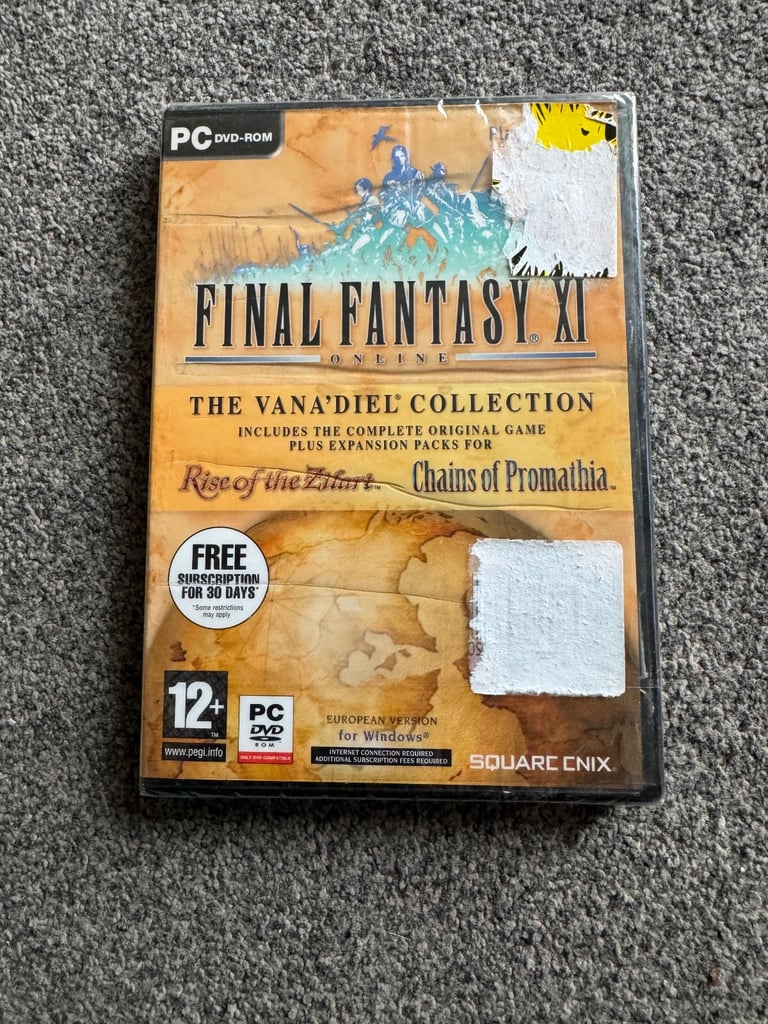 PC DVD-ROM
FINAL FANTASY® XI
ONLINE
THE VANA'DIEL® COLLECTION
INCLUDES THE COMPLETE ORIGINAL GAME
PLUS EXPANSION PACKS FOR
Rise of the Zilart™ Chains of Promathia™
FREE
SUBSCRIPTION
FOR 30 DAYS*
*Some restrictions
may apply
12+
™
www.pegi.info
PC
DVD
ROM
ONLY DVD COMPATIBLE
EUROPEAN VERSION
for Windows®
INTERNET CONNECTION REQUIRED
ADDITIONAL SUBSCRIPTION FEES REQUIRED
SQUARE ENIX